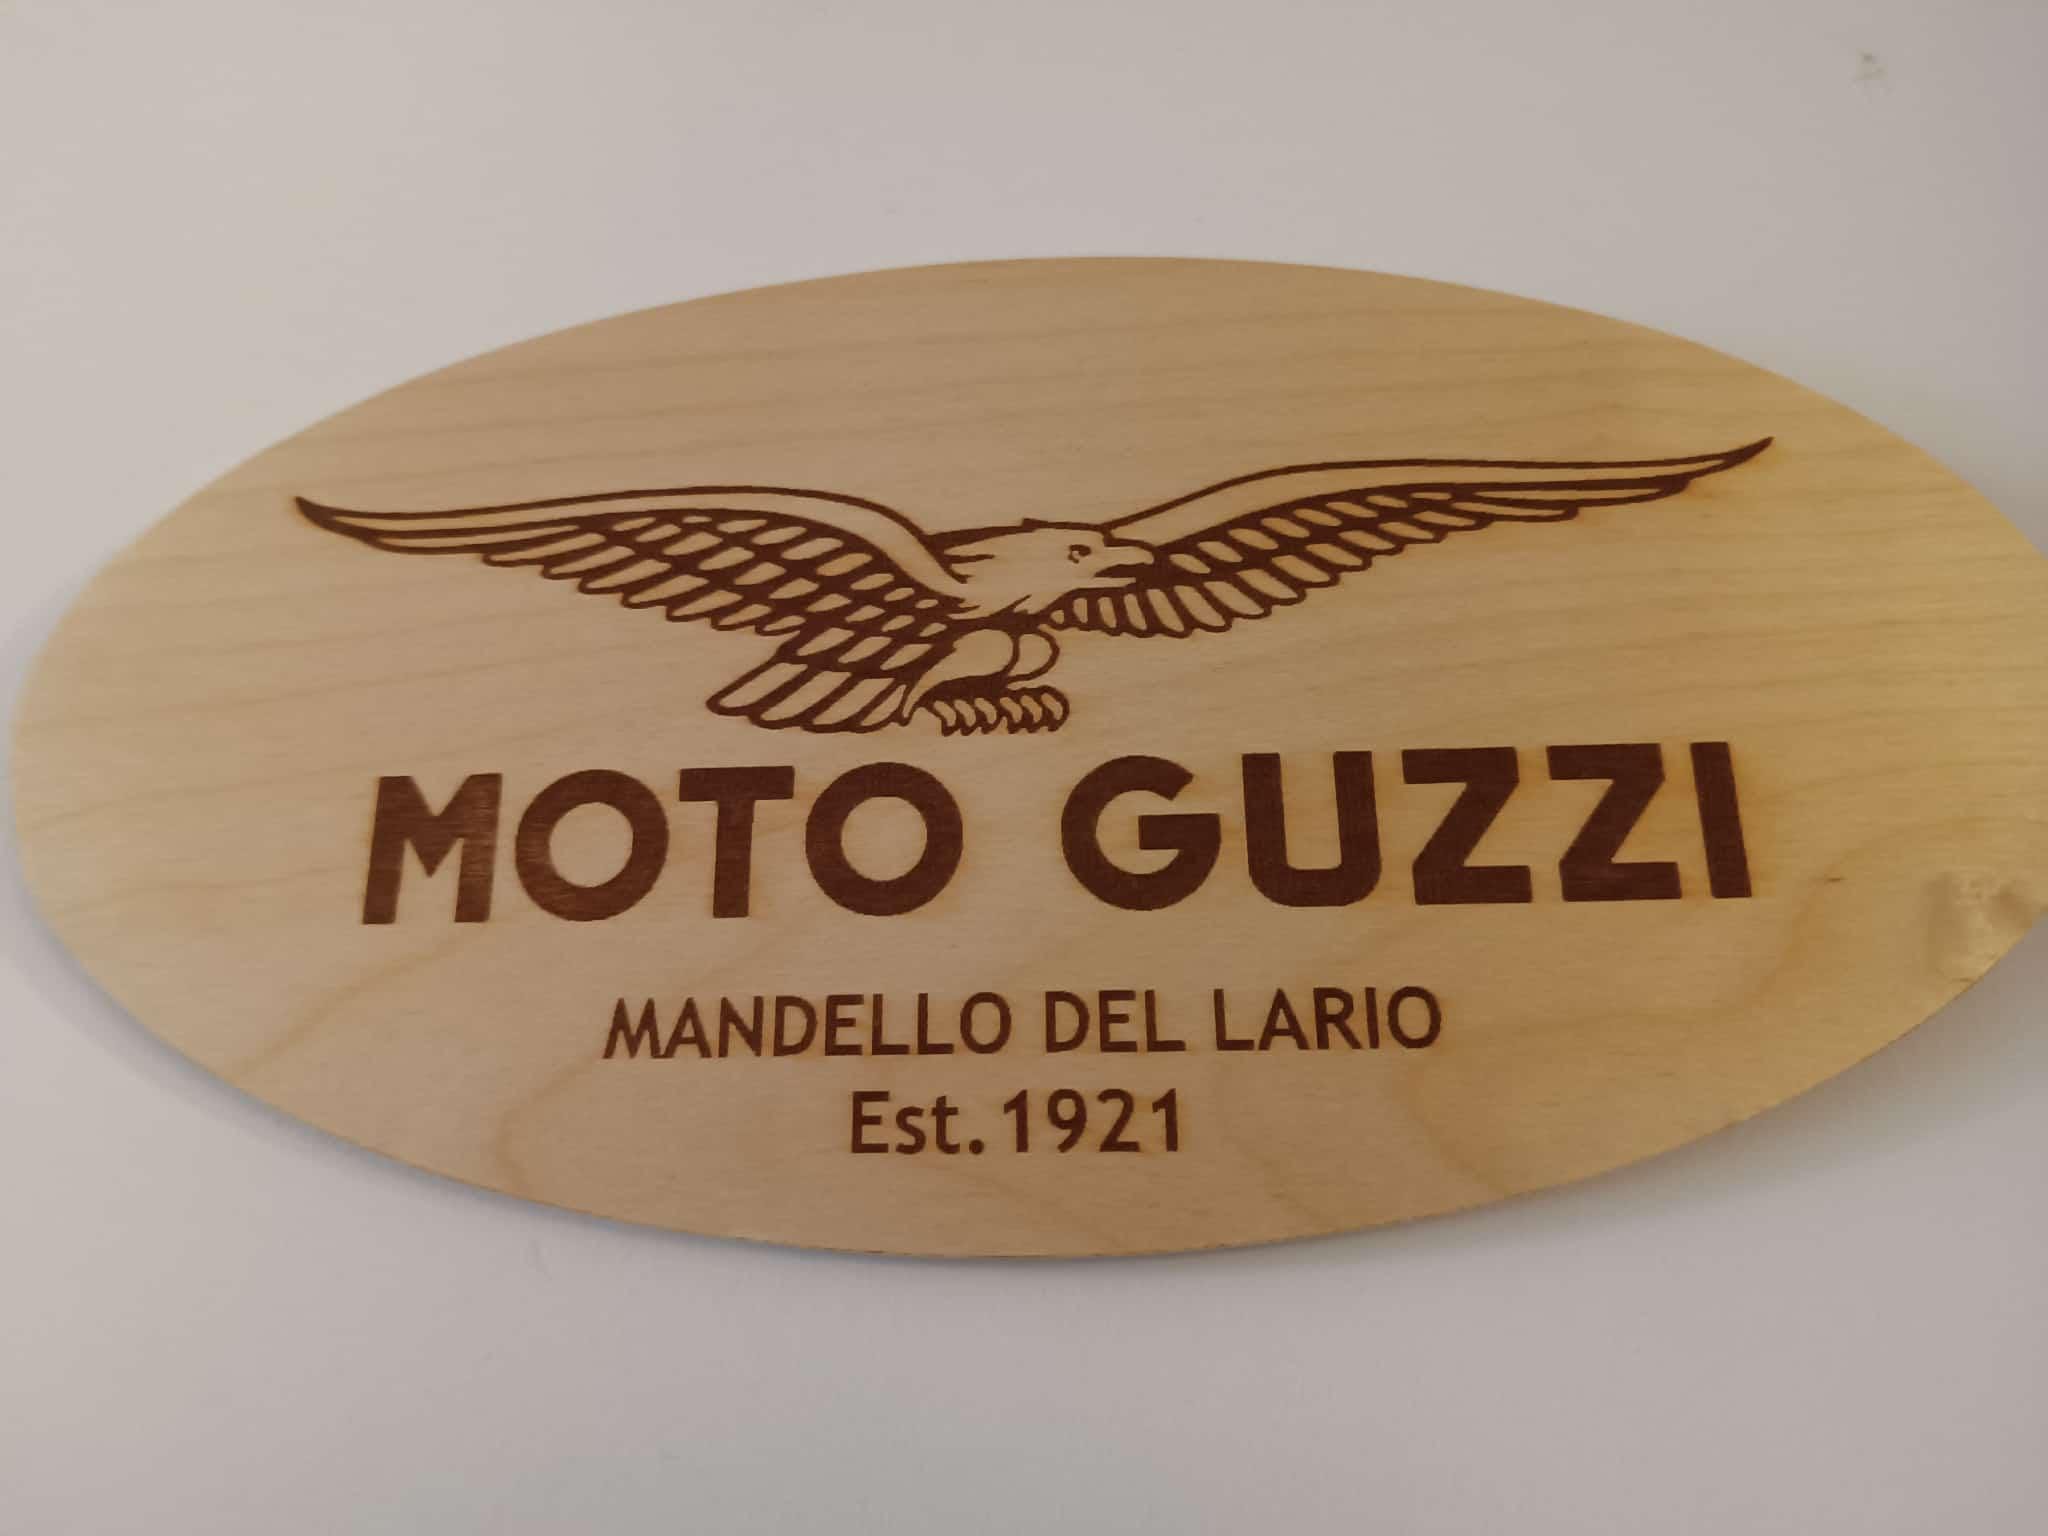 MOTO GUZZI
MANDELLO DEL LARIO
Est.1921